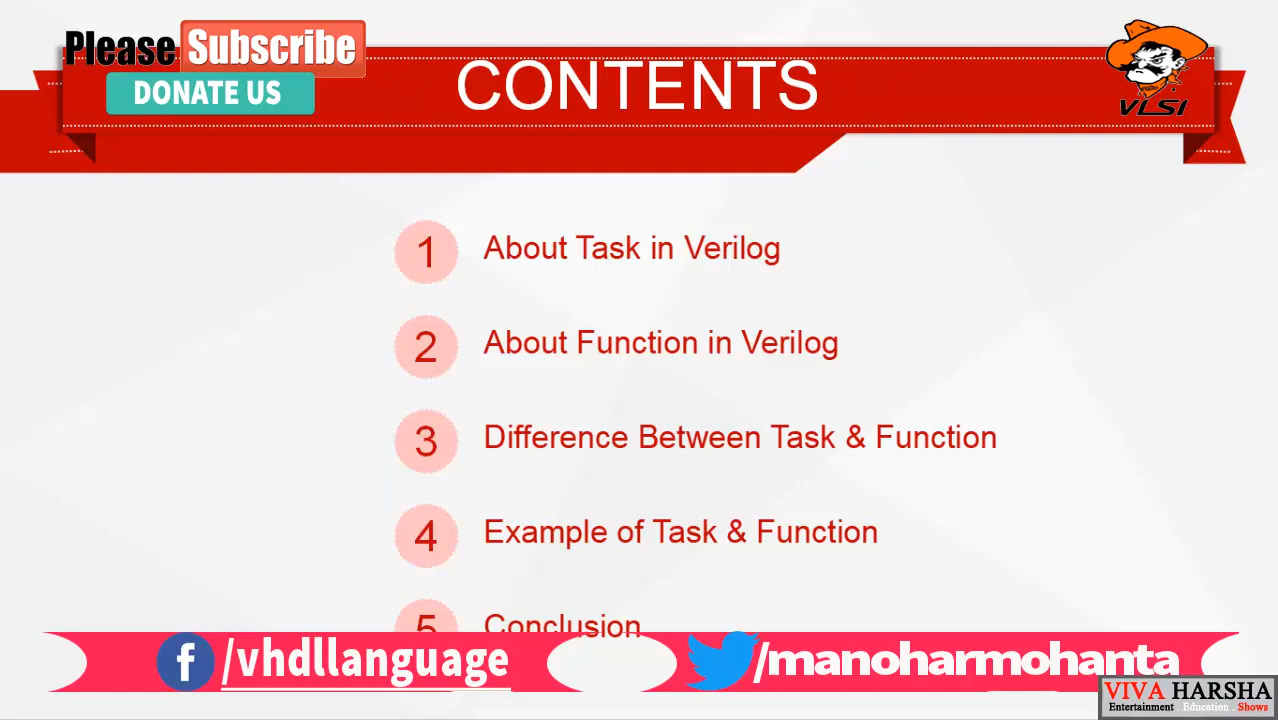 Please Subscribe
DONATE US
CONTENTS
VLSI
1 About Task in Verilog
2 About Function in Verilog
3 Difference Between Task & Function
4 Example of Task & Function
5 Conclusion
f /vhdllanguage
/manoharmohanta
VIVA HARSHA
Entertainment . Education . Shows